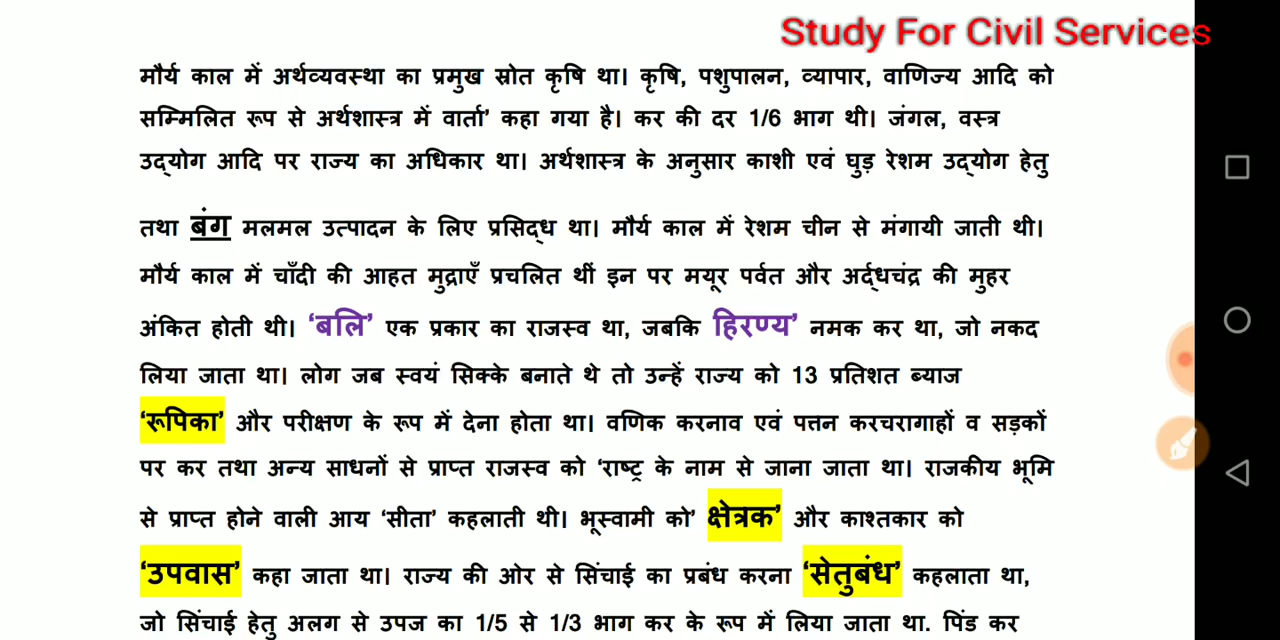 Study For Civil Services
मौर्य काल में अर्थव्यवस्था का प्रमुख स्रोत कृषि था। कृषि, पशुपालन, व्यापार, वाणिज्य आदि को
सम्मिलित रूप से अर्थशास्त्र में वार्ता’ कहा गया है। कर की दर 1/6 भाग थी। जंगल, वस्त्र
उद्योग आदि पर राज्य का अधिकार था। अर्थशास्त्र के अनुसार काशी एवं घुड़ रेशम उद्योग हेतु
तथा बंग मलमल उत्पादन के लिए प्रसिद्ध था। मौर्य काल में रेशम चीन से मंगायी जाती थी।
मौर्य काल में चाँदी की आहत मुद्राएँ प्रचलित थीं इन पर मयूर पर्वत और अर्द्धचंद्र की मुहर
अंकित होती थी। ‘बलि’ एक प्रकार का राजस्व था, जबकि हिरण्य’ नमक कर था, जो नकद
लिया जाता था। लोग जब स्वयं सिक्के बनाते थे तो उन्हें राज्य को 13 प्रतिशत ब्याज
‘रूपिका’ और परीक्षण के रूप में देना होता था। वणिक करनाव एवं पत्तन करचरागाहों व सड़कों
पर कर तथा अन्य साधनों से प्राप्त राजस्व को ‘राष्ट्र के नाम से जाना जाता था। राजकीय भूमि
से प्राप्त होने वाली आय ‘सीता’ कहलाती थी। भूस्वामी को’ क्षेत्रक’ और काश्तकार को
‘उपवास’ कहा जाता था। राज्य की ओर से सिंचाई का प्रबंध करना ‘सेतुबंध’ कहलाता था,
जो सिंचाई हेतु अलग से उपज का 1/5 से 1/3 भाग कर के रूप में लिया जाता था. पिंड कर